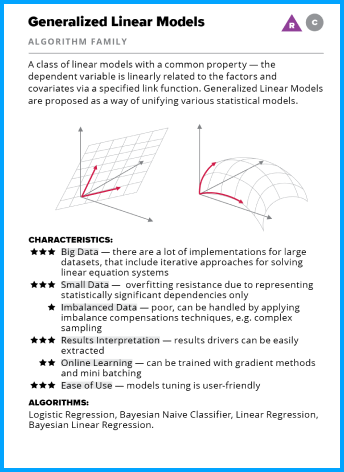 Generalized Linear Models
R
C
ALGORITHM FAMILY
A class of linear models with a common property — the
dependent variable is linearly related to the factors and
covariates via a specified link function. Generalized Linear Models
are proposed as a way of unifying various statistical models.
CHARACTERISTICS:
★★★ Big Data — there are a lot of implementations for large
datasets, that include iterative approaches for solving
linear equation systems
★★★ Small Data — overfitting resistance due to representing
statistically significant dependencies only
★ Imbalanced Data — poor, can be handled by applying
imbalance compensations techniques, e.g. complex
sampling
★★★ Results Interpretation — results drivers can be easily
extracted
★★ Online Learning — can be trained with gradient methods
and mini batching
★★★ Ease of Use — models tuning is user-friendly
ALGORITHMS:
Logistic Regression, Bayesian Naive Classifier, Linear Regression,
Bayesian Linear Regression.